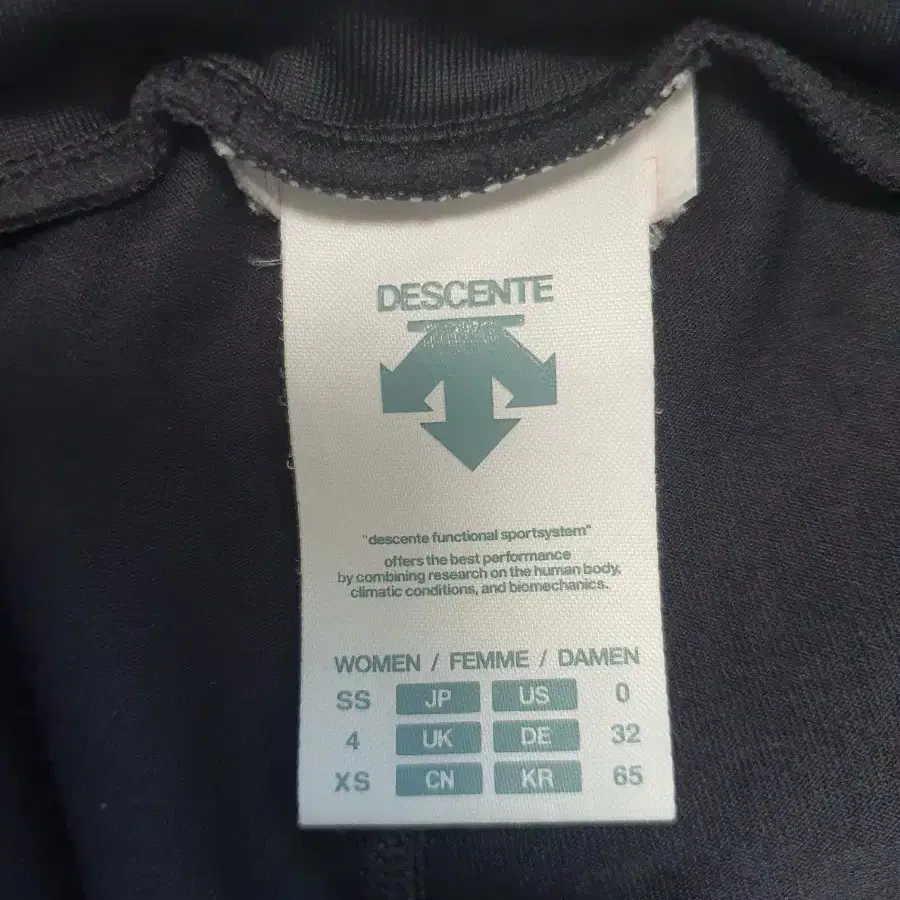 DESCENTE
"descente functional sportsystem"
offers the best performance
by combining research on the human body,
climatic conditions, and biomechanics.
WOMEN / FEMME / DAMEN
SS JP US 0
4 UK DE 32
XS CN KR 65